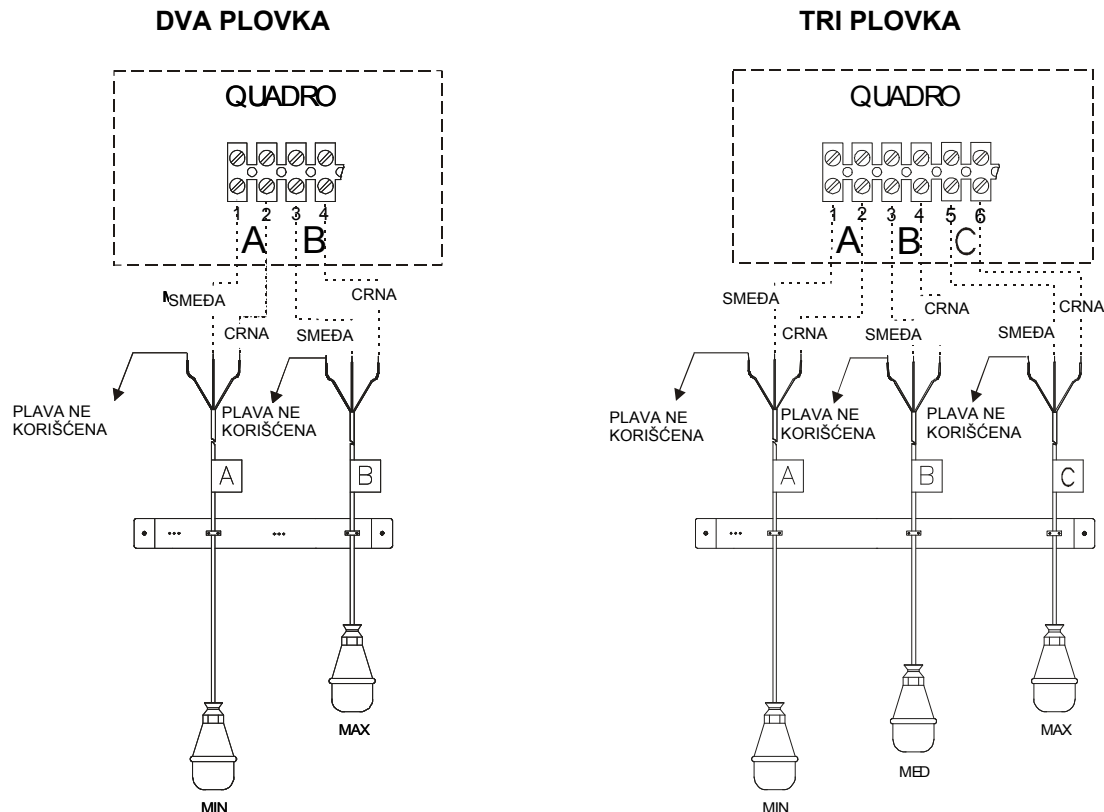 DVA PLOVKA
QUADRO
1 2 3 4
A B
SMEĐA
CRNA
SMEĐA
CRNA
PLAVA NE
KORIŠĆENA
PLAVA NE
KORIŠĆENA
A
B
MAX
MIN
TRI PLOVKA
QUADRO
1 2 3 4 5 6
A B C
SMEĐA
CRNA
SMEĐA
CRNA
SMEĐA
CRNA
PLAVA NE
KORIŠĆENA
PLAVA NE
KORIŠĆENA
PLAVA NE
KORIŠĆENA
A
B
C
MAX
MED
MIN